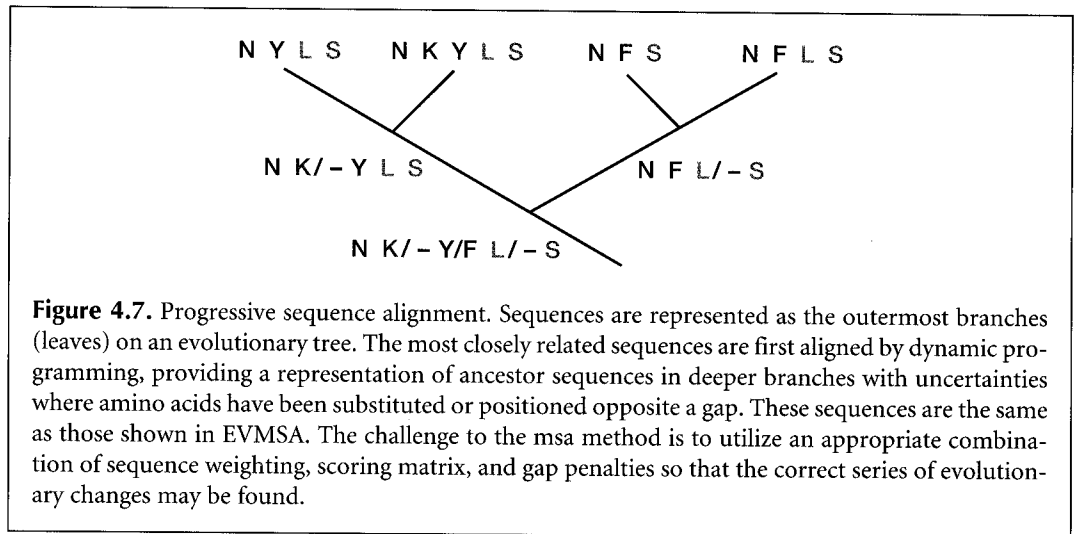 N Y L S N K Y L S N F S N F L S
N K/– Y L S N F L/– S
N K/– Y/F L/– S
Figure 4.7. Progressive sequence alignment. Sequences are represented as the outermost branches
(leaves) on an evolutionary tree. The most closely related sequences are first aligned by dynamic pro-
gramming, providing a representation of ancestor sequences in deeper branches with uncertainties
where amino acids have been substituted or positioned opposite a gap. These sequences are the same
as those shown in EVMSA. The challenge to the msa method is to utilize an appropriate combina-
tion of sequence weighting, scoring matrix, and gap penalties so that the correct series of evolution-
ary changes may be found.